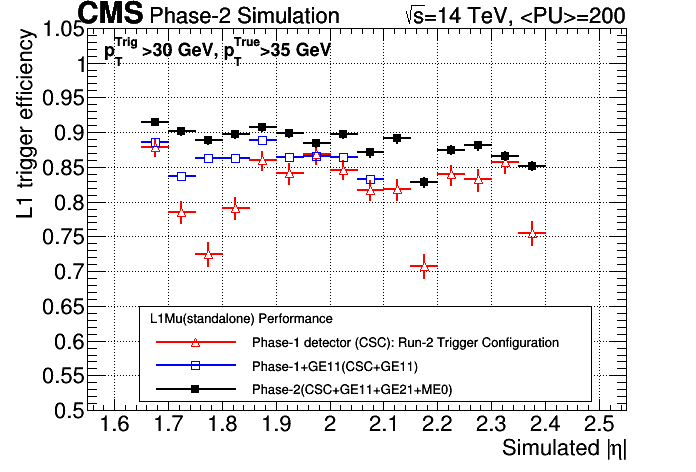 CMS Phase-2 Simulation √s=14 TeV, <PU>=200
p_T^Trig >30 GeV, p_T^True >35 GeV
L1 trigger efficiency
1.05
1
0.95
0.9
0.85
0.8
0.75
0.7
0.65
0.6
0.55
0.5
L1Mu(standalone) Performance
Phase-1 detector (CSC): Run-2 Trigger Configuration
Phase-1+GE11(CSC+GE11)
Phase-2(CSC+GE11+GE21+ME0)
1.6 1.7 1.8 1.9 2 2.1 2.2 2.3 2.4 2.5
Simulated |η|